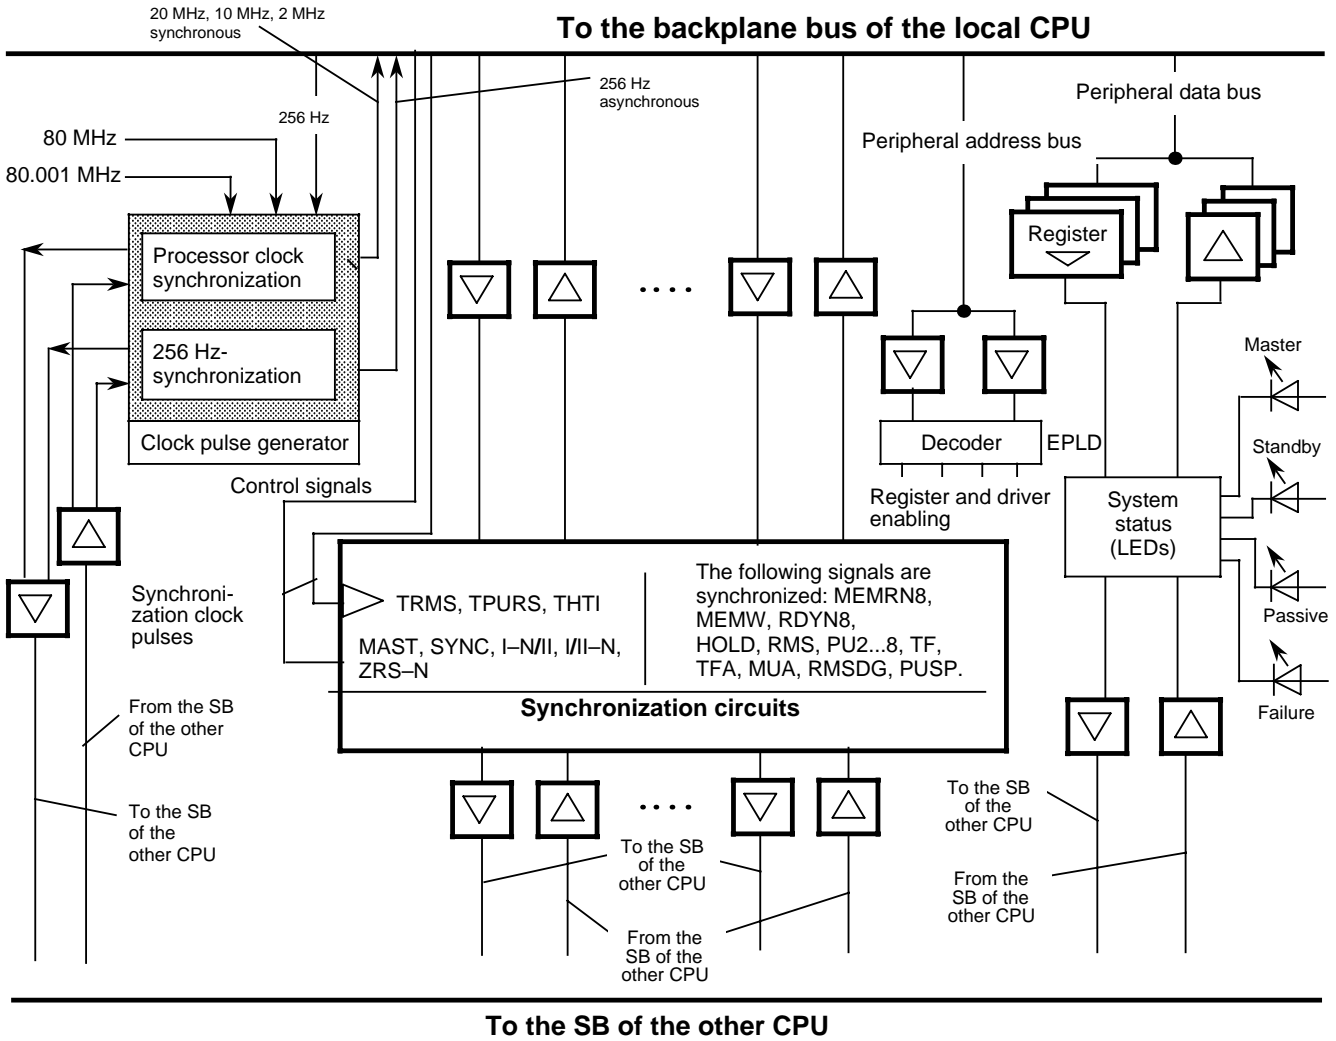 20 MHz, 10 MHz, 2 MHz
synchronous
To the backplane bus of the local CPU
256 Hz
asynchronous
Peripheral data bus
256 Hz
80 MHz
Peripheral address bus
80.001 MHz
Processor clock
synchronization
256 Hz-
synchronization
Clock pulse generator
Register
. . . .
Master
Decoder
EPLD
Standby
Control signals
Register and driver
enabling
System
status
(LEDs)
Synchroni-
zation clock
pulses
TRMS, TPURS, THTI
MAST, SYNC, I–N/II, I/II–N,
ZRS–N
The following signals are
synchronized: MEMRN8,
MEMW, RDYN8,
HOLD, RMS, PU2...8, TF,
TFA, MUA, RMSDG, PUSP.
Synchronization circuits
Passive
Failure
From the SB
of the other
CPU
To the SB
of the
other CPU
. . . .
To the SB
of the
other CPU
From the
SB of the
other CPU
To the SB
of the
other CPU
From the
SB of the
other CPU
To the SB of the other CPU